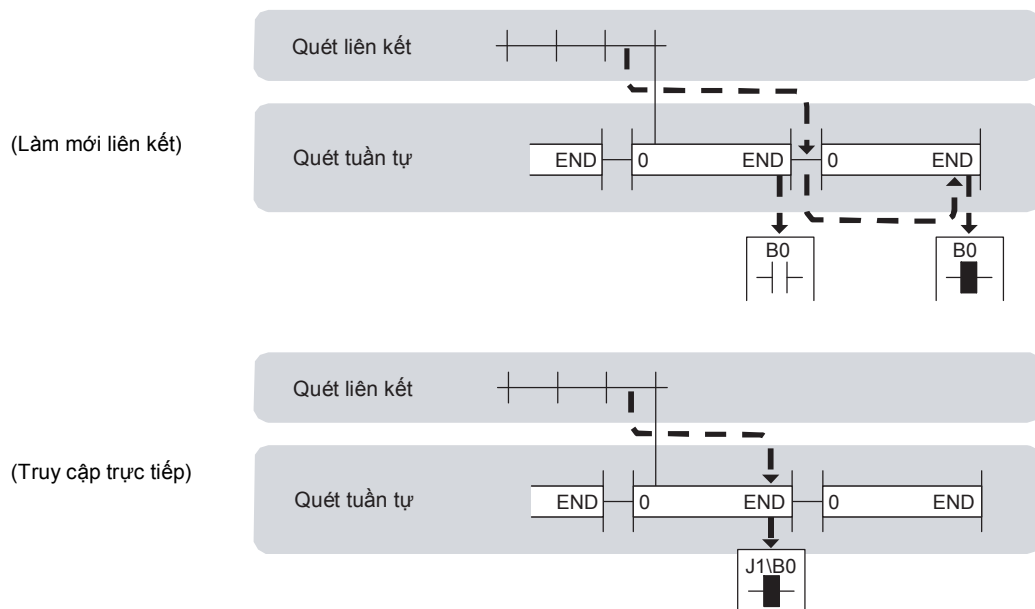 Quét liên kết
(Làm mới liên kết)
Quét tuần tự
END 0 END 0 END
B0 B0
Quét liên kết
(Truy cập trực tiếp)
Quét tuần tự
END 0 END 0 END
J1\B0